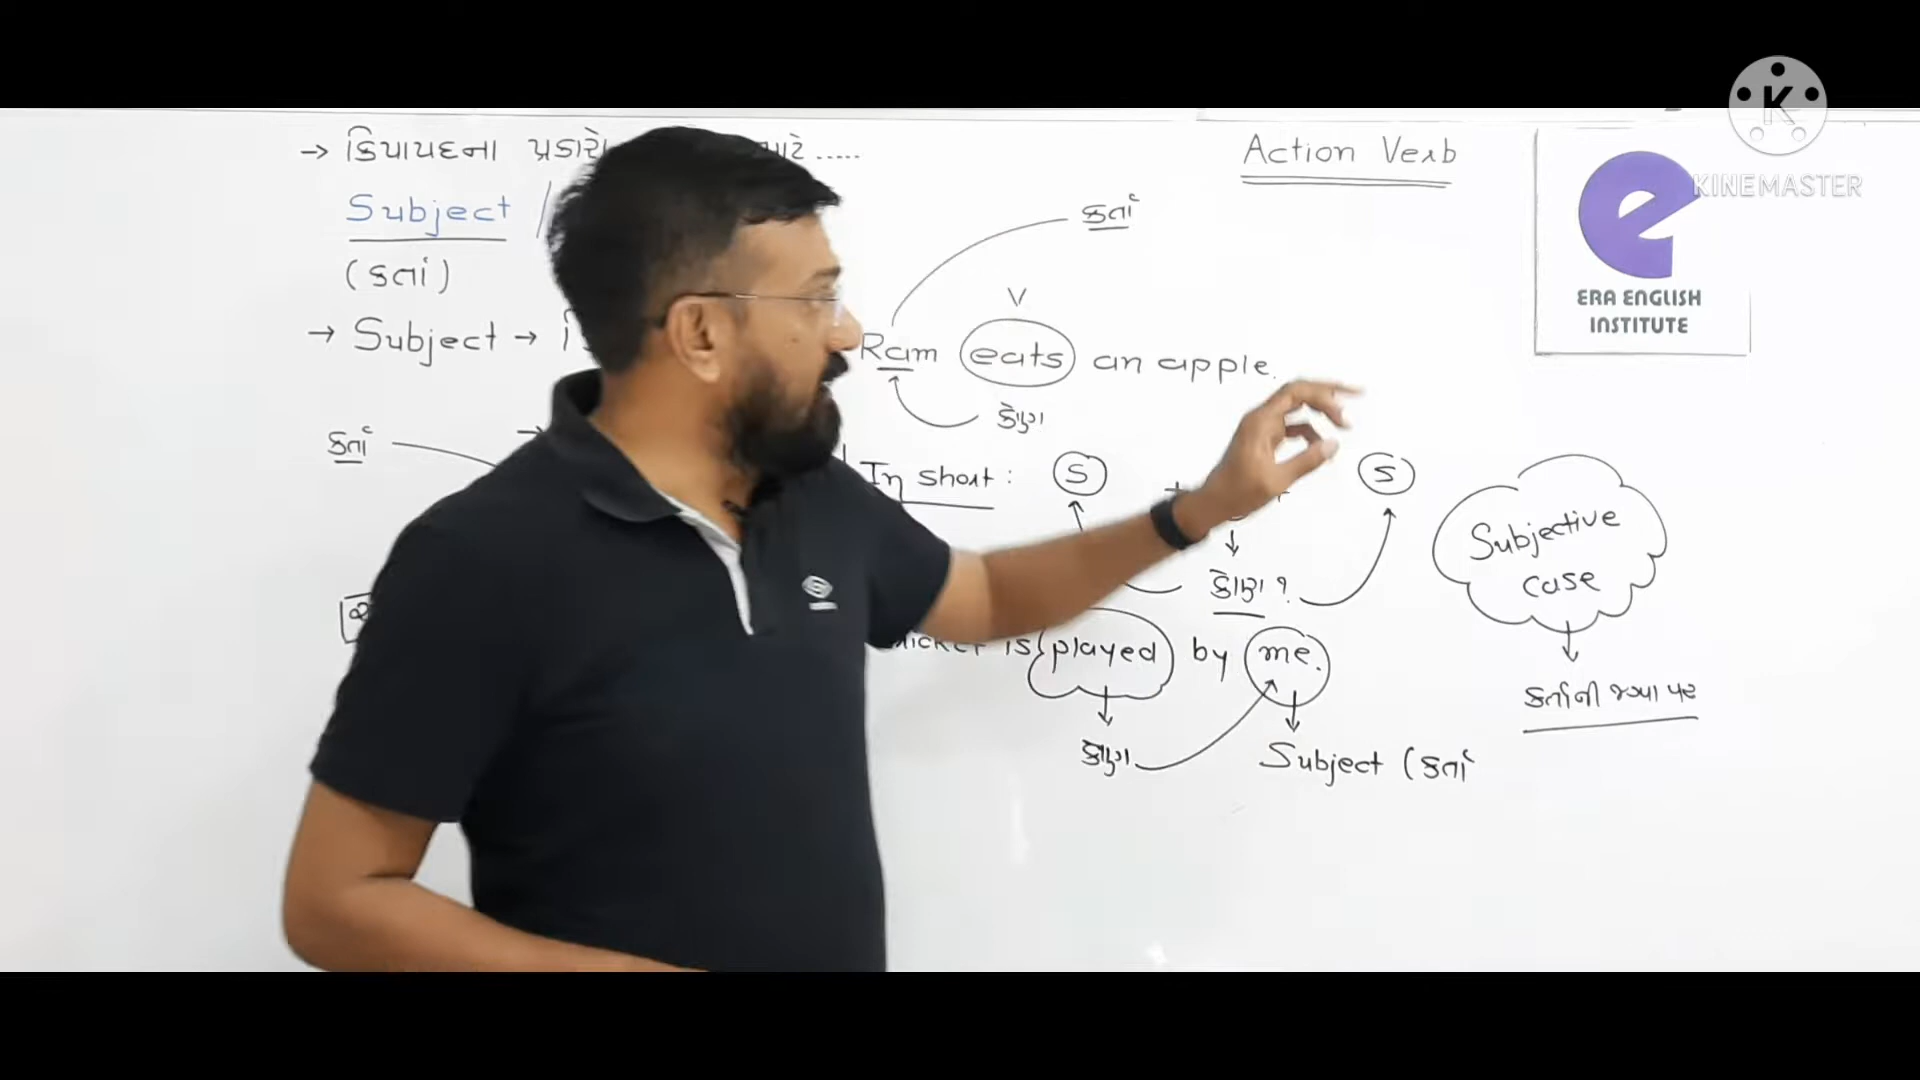 → ક્રિયાપદના પ્રકારો માટે.....
Action Verb
KINEMASTER
Subject /
કર્તા
(કર્તા)
V
ERA ENGLISH
INSTITUTE
→ Subject →
Ram eats an apple.
કોણ
કર્તા
In short: S + S
Subjective
case
કોણ ?
is played by me.
કર્તાની જગ્યા પર
કોણ
Subject (કર્તા